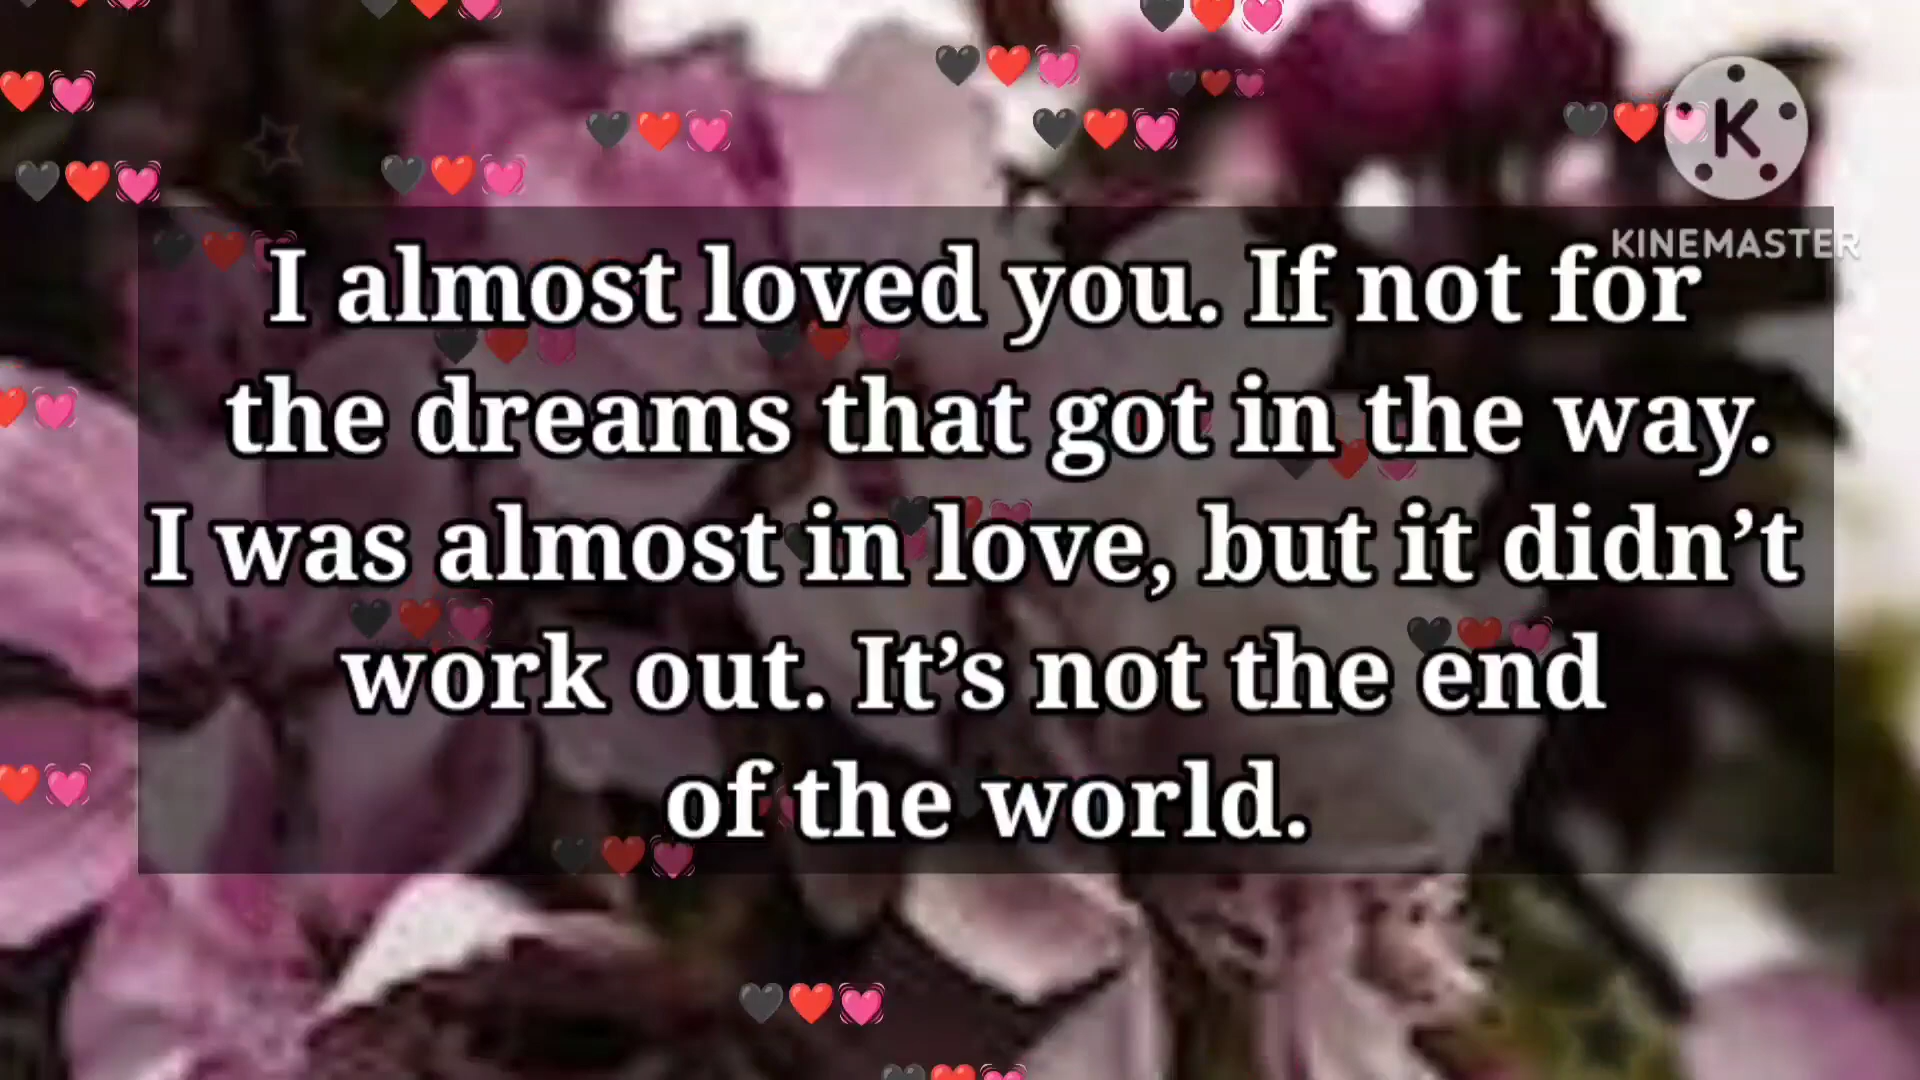 I almost loved you. If not for
the dreams that got in the way.
I was almost in love, but it didn’t
work out. It’s not the end
of the world.
K
KINEMASTER